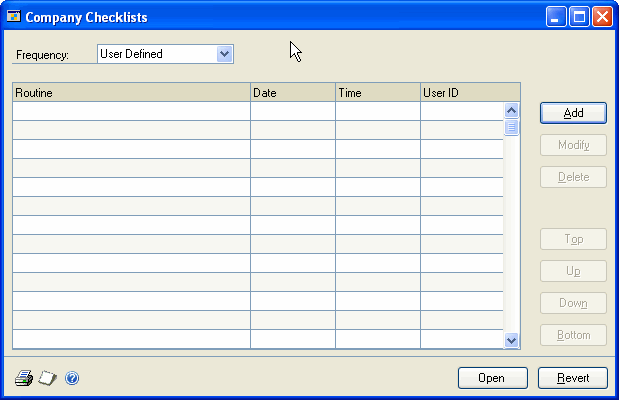 Company Checklists
Frequency: User Defined
Routine Date Time User ID
Add
Modify
Delete
Top
Up
Down
Bottom
Open Revert